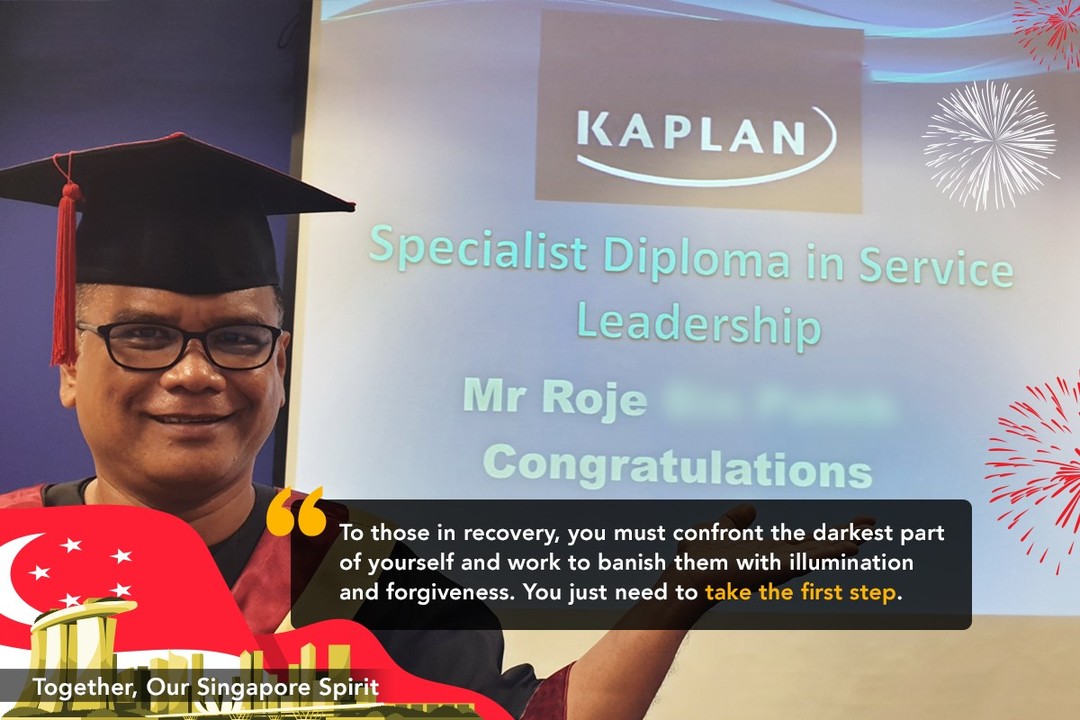 KAPLAN
Specialist Diploma in Service
Leadership
Mr Roje
Congratulations
“
To those in recovery, you must confront the darkest part
of yourself and work to banish them with illumination
and forgiveness. You just need to take the first step.
Together, Our Singapore Spirit